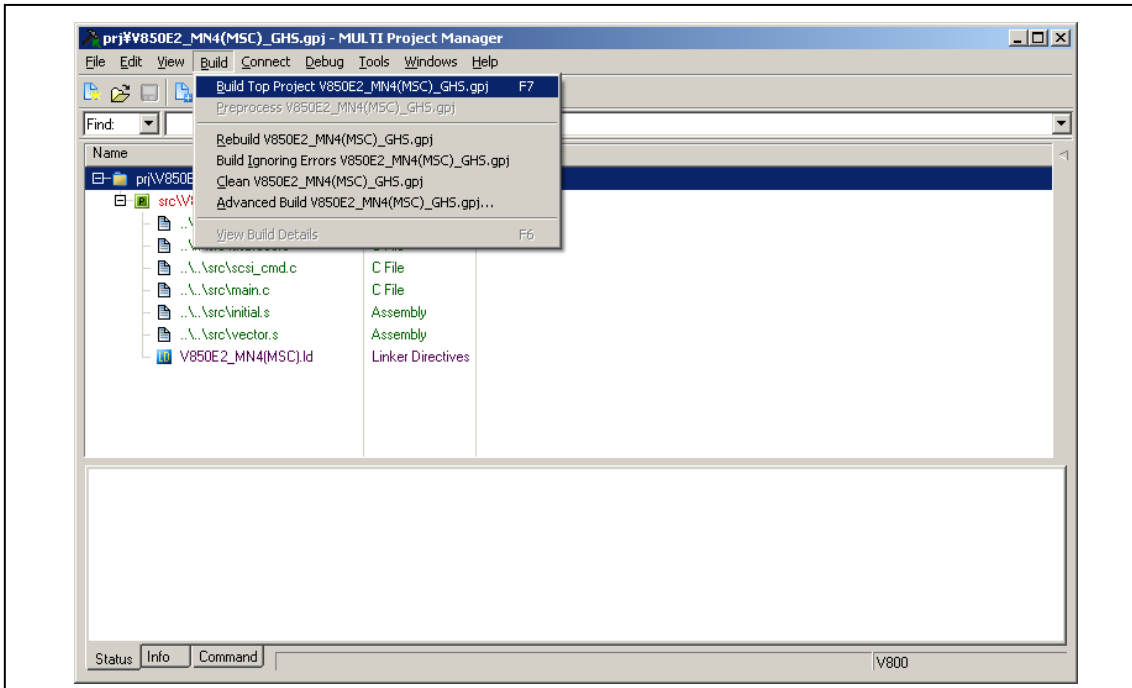 prj¥V850E2_MN4(MSC)_GHS.gpj - MULTI Project Manager
File Edit View Build Connect Debug Tools Windows Help
Build Top Project V850E2_MN4(MSC)_GHS.gpj F7
Preprocess V850E2_MN4(MSC)_GHS.gpj
Find:
Rebuild V850E2_MN4(MSC)_GHS.gpj
Name
Build Ignoring Errors V850E2_MN4(MSC)_GHS.gpj
prj\V850E
Clean V850E2_MN4(MSC)_GHS.gpj
Advanced Build V850E2_MN4(MSC)_GHS.gpj...
View Build Details F6
..\..\src\scsi_cmd.c C File
..\..\src\main.c C File
..\..\src\initial.s Assembly
..\..\src\vector.s Assembly
V850E2_MN4(MSC).ld Linker Directives
Status Info Command V800